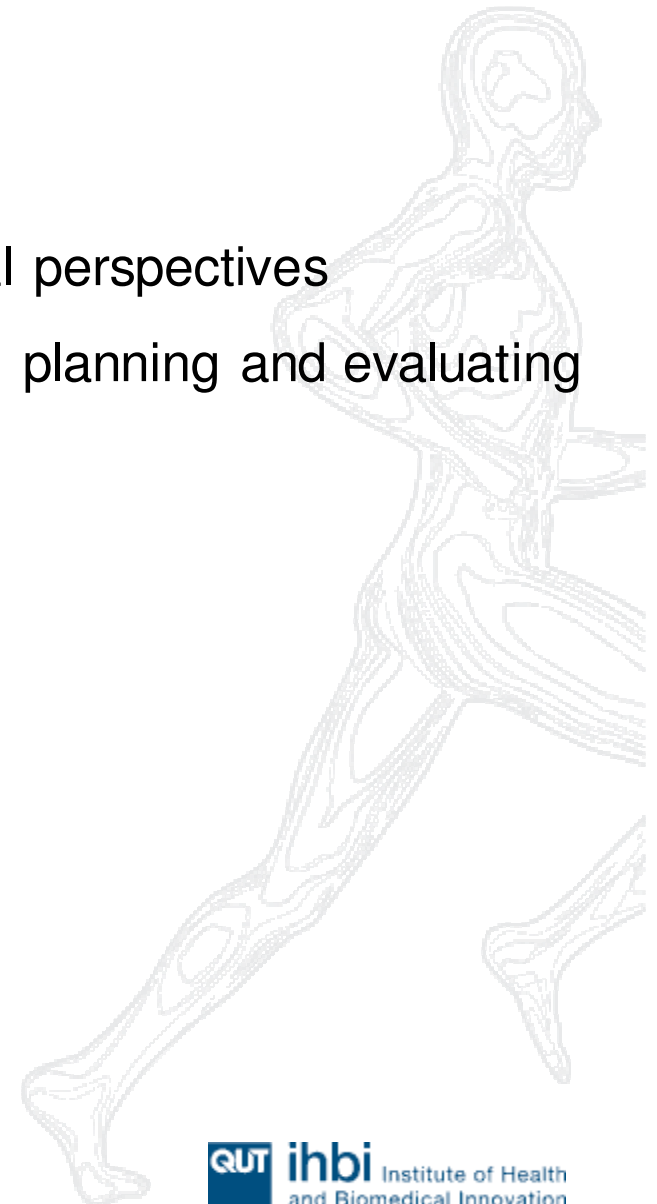 l perspectives
planning and evaluating
QUT ihbi Institute of Health
and Biomedical Innovation